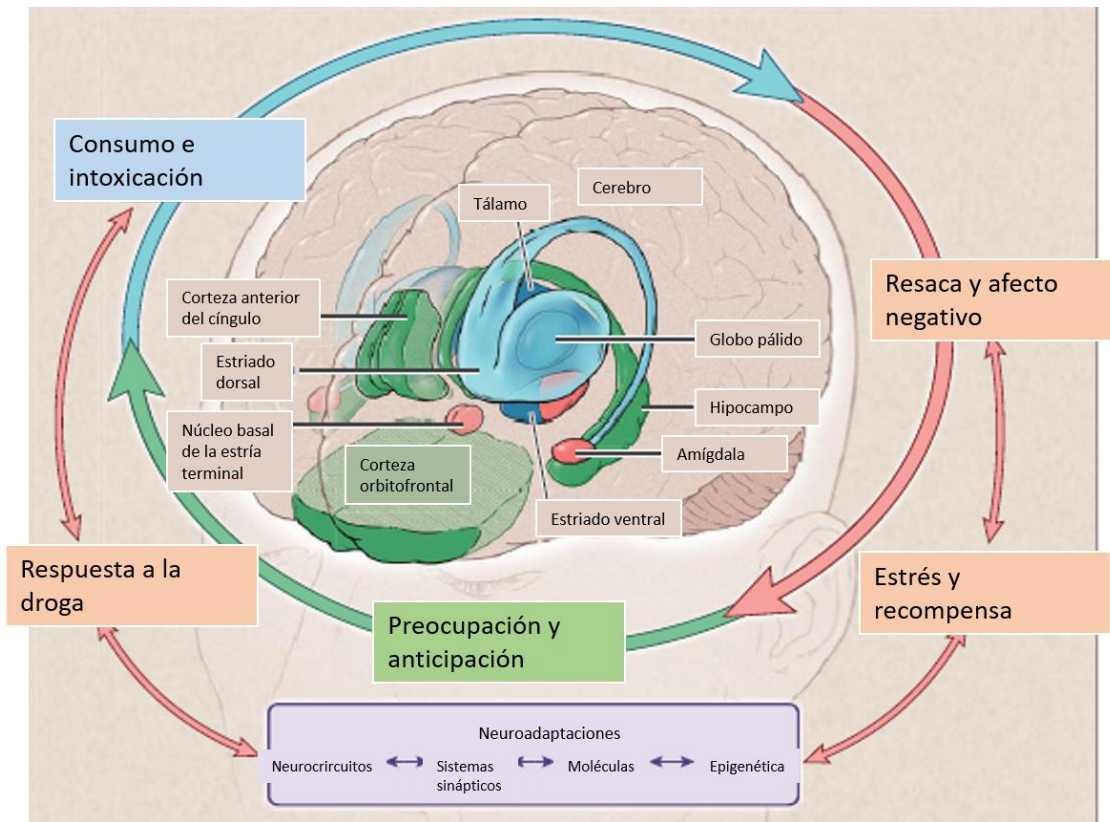 Consumo e
intoxicación
Cerebro
Tálamo
Corteza anterior
del cíngulo
Resaca y afecto
negativo
Estriado
dorsal
Globo pálido
Hipocampo
Núcleo basal
de la estría
terminal
Corteza
orbitofrontal
Amígdala
Estriado ventral
Respuesta a la
droga
Estrés y
recompensa
Preocupación y
anticipación
Neuroadaptaciones
Neurocircuitos
Sistemas
sinápticos
Moléculas
Epigenética